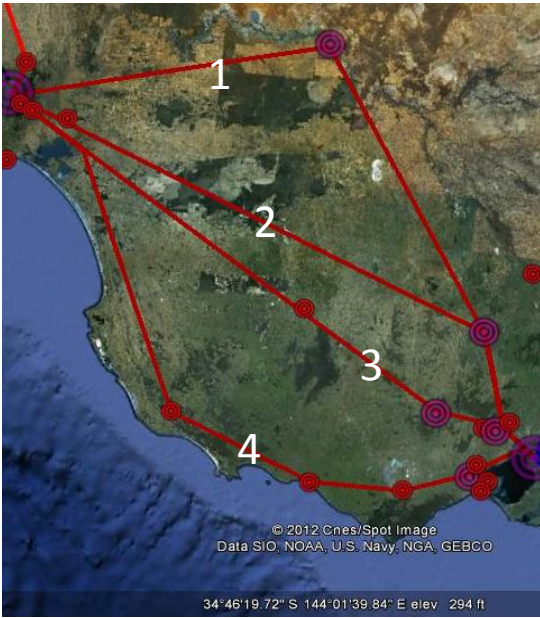 1
2
3
4
© 2012 Cnes/Spot Image
Data SIO, NOAA, U.S. Navy, NGA, GEBCO
34°46'19.72" S 144°01'39.84" E elev 294 ft